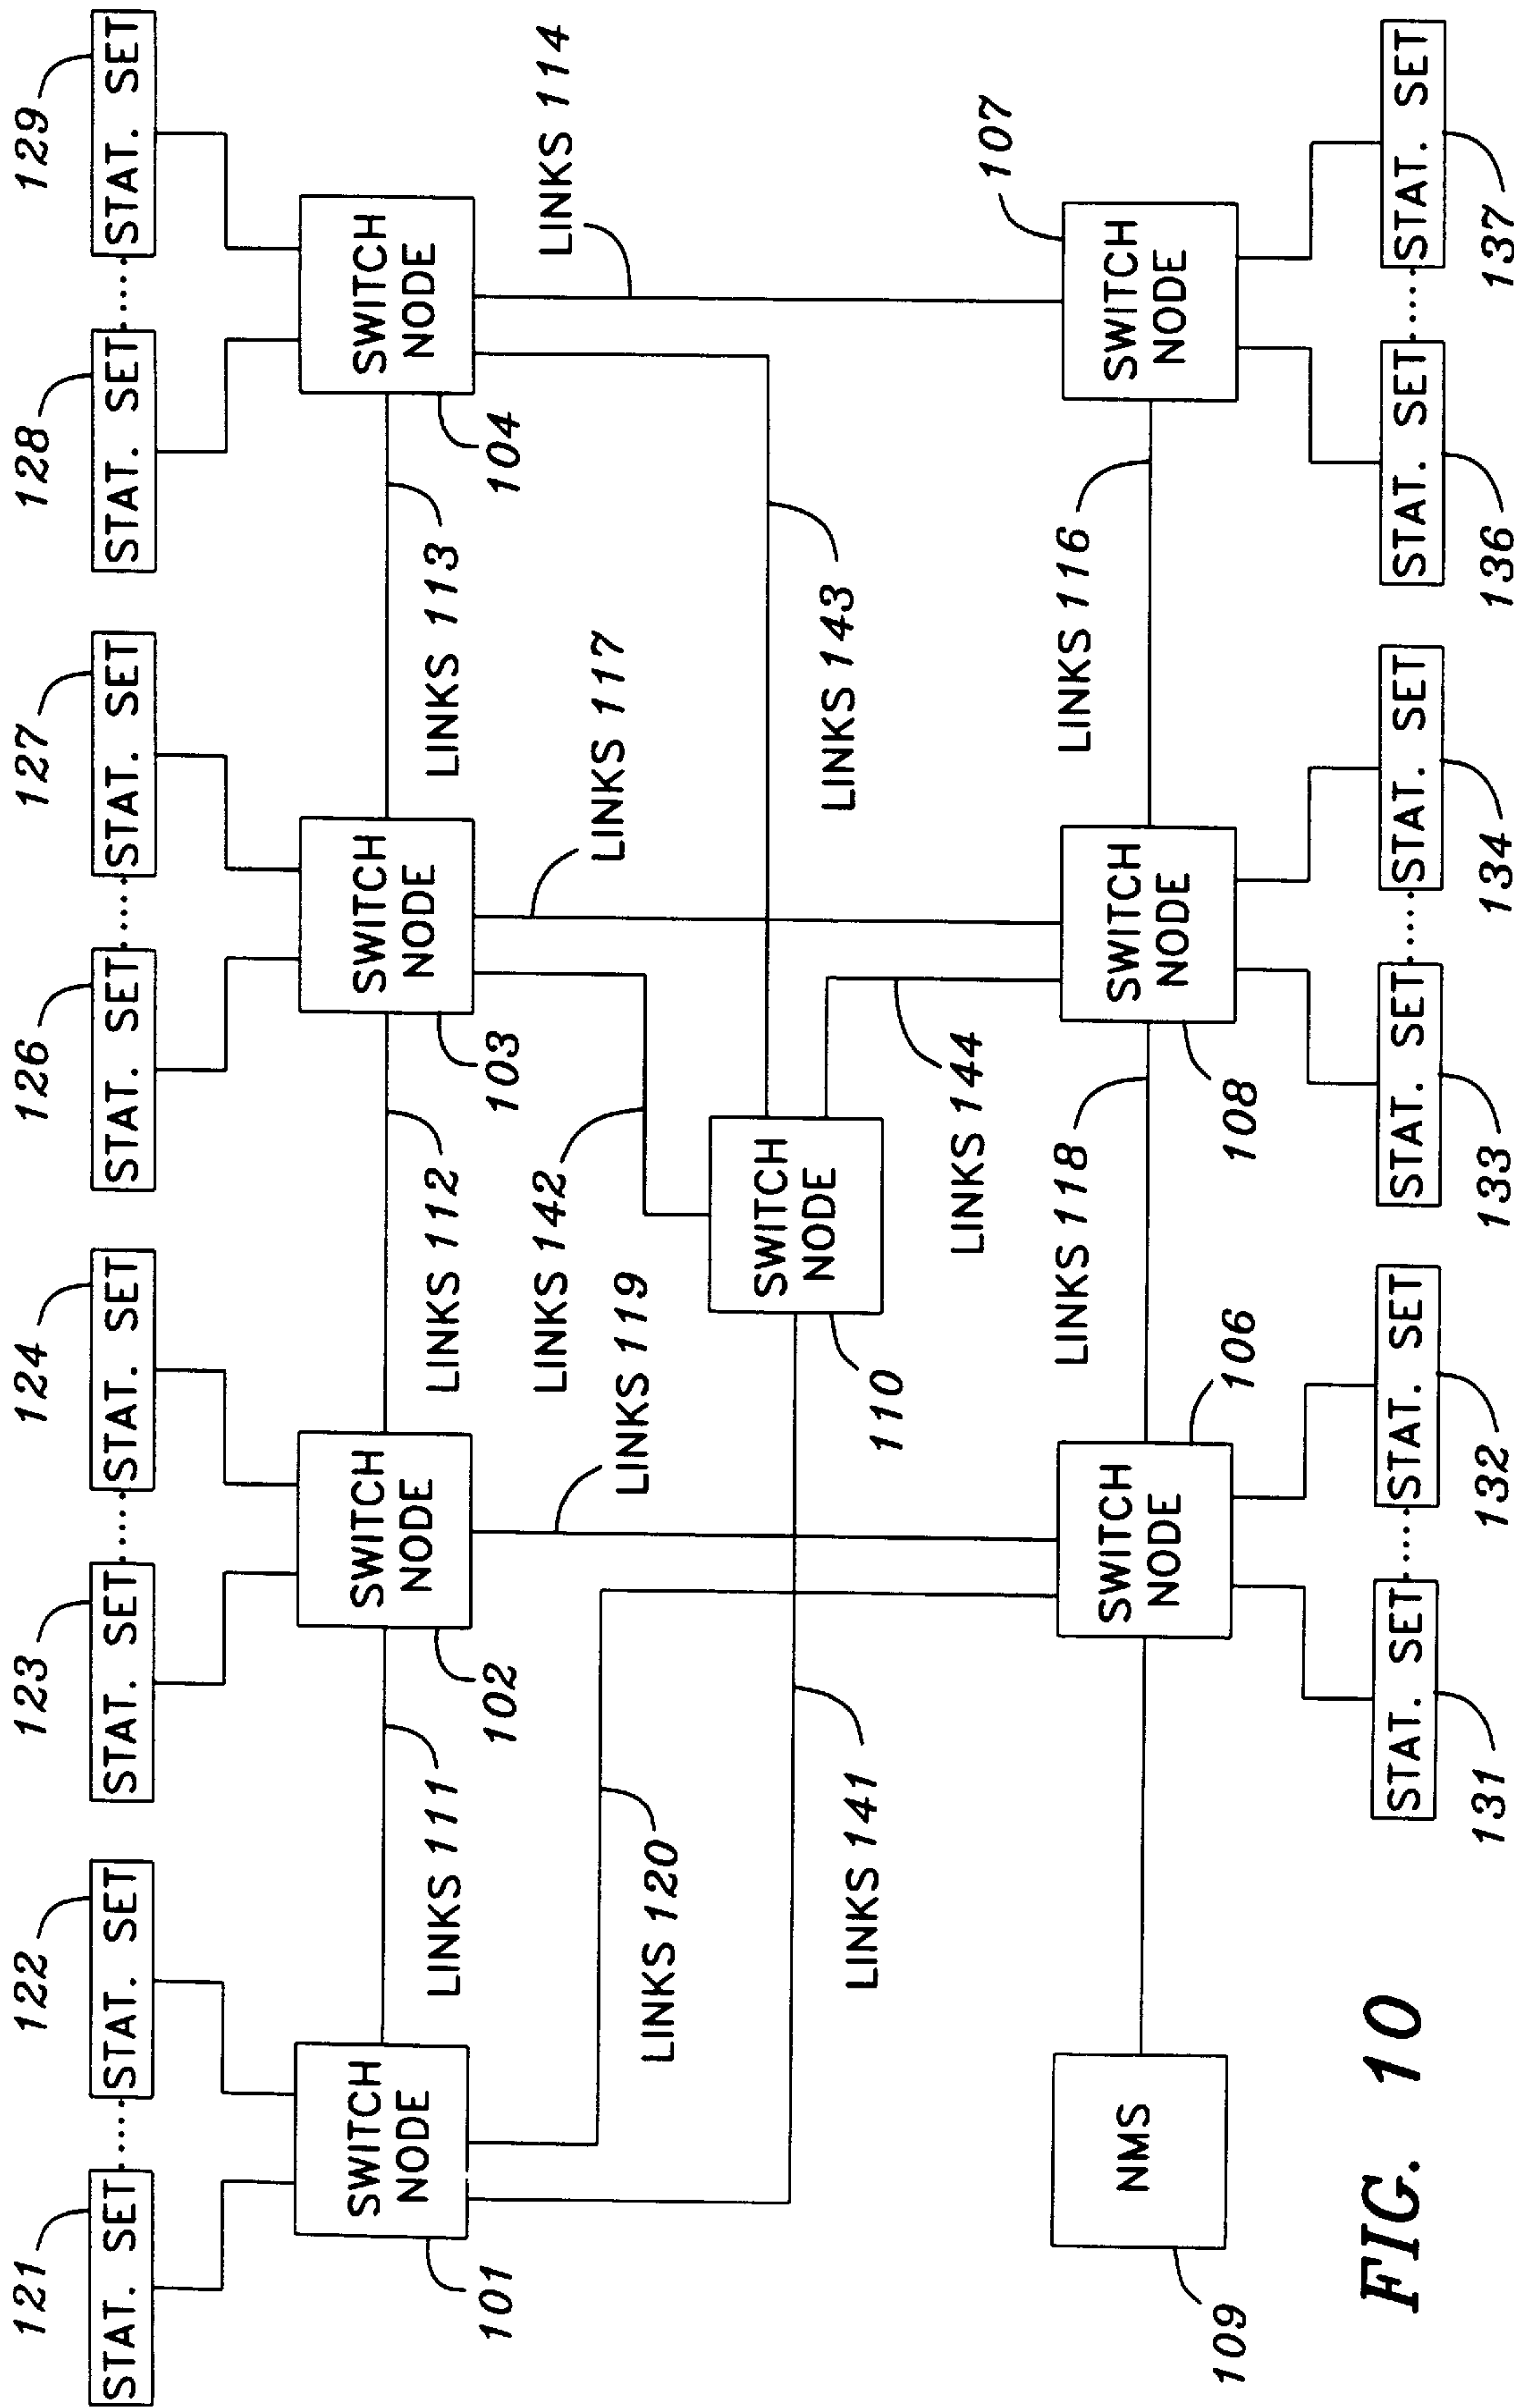 121
122
123
124
126
127
128
129
STAT. SET.....STAT. SET
STAT. SET.....STAT. SET
STAT. SET.....STAT. SET
STAT. SET.....STAT. SET
SWITCH
NODE
SWITCH
NODE
SWITCH
NODE
SWITCH
NODE
101
LINKS 111
102
LINKS 112
103
LINKS 113
104
LINKS 114
LINKS 120
LINKS 119
LINKS 142
LINKS 117
SWITCH
NODE
LINKS 141
110
LINKS 143
LINKS 144
LINKS 118
LINKS 116
107
106
NMS
SWITCH
NODE
SWITCH
NODE
SWITCH
NODE
109
108
STAT. SET.....STAT. SET
STAT. SET.....STAT. SET
STAT. SET.....STAT. SET
131
132
133
134
136
137
FIG. 10